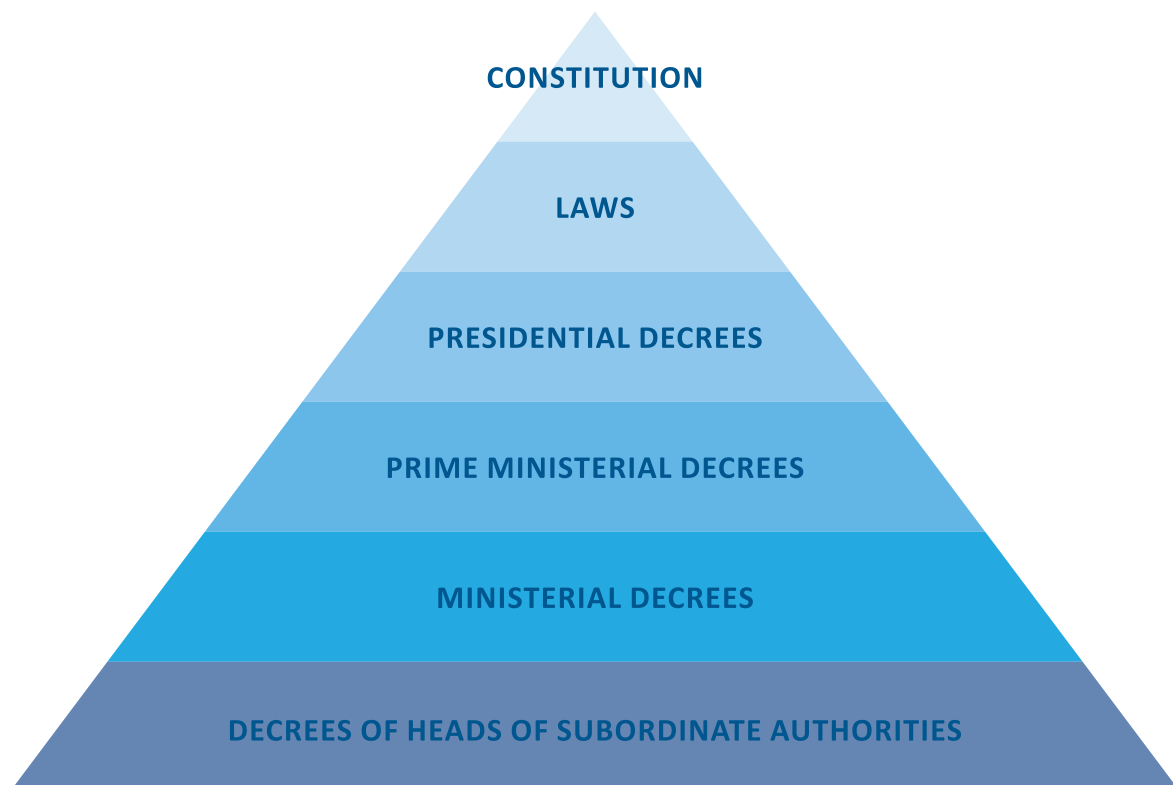 CONSTITUTION
LAWS
PRESIDENTIAL DECREES
PRIME MINISTERIAL DECREES
MINISTERIAL DECREES
DECREES OF HEADS OF SUBORDINATE AUTHORITIES